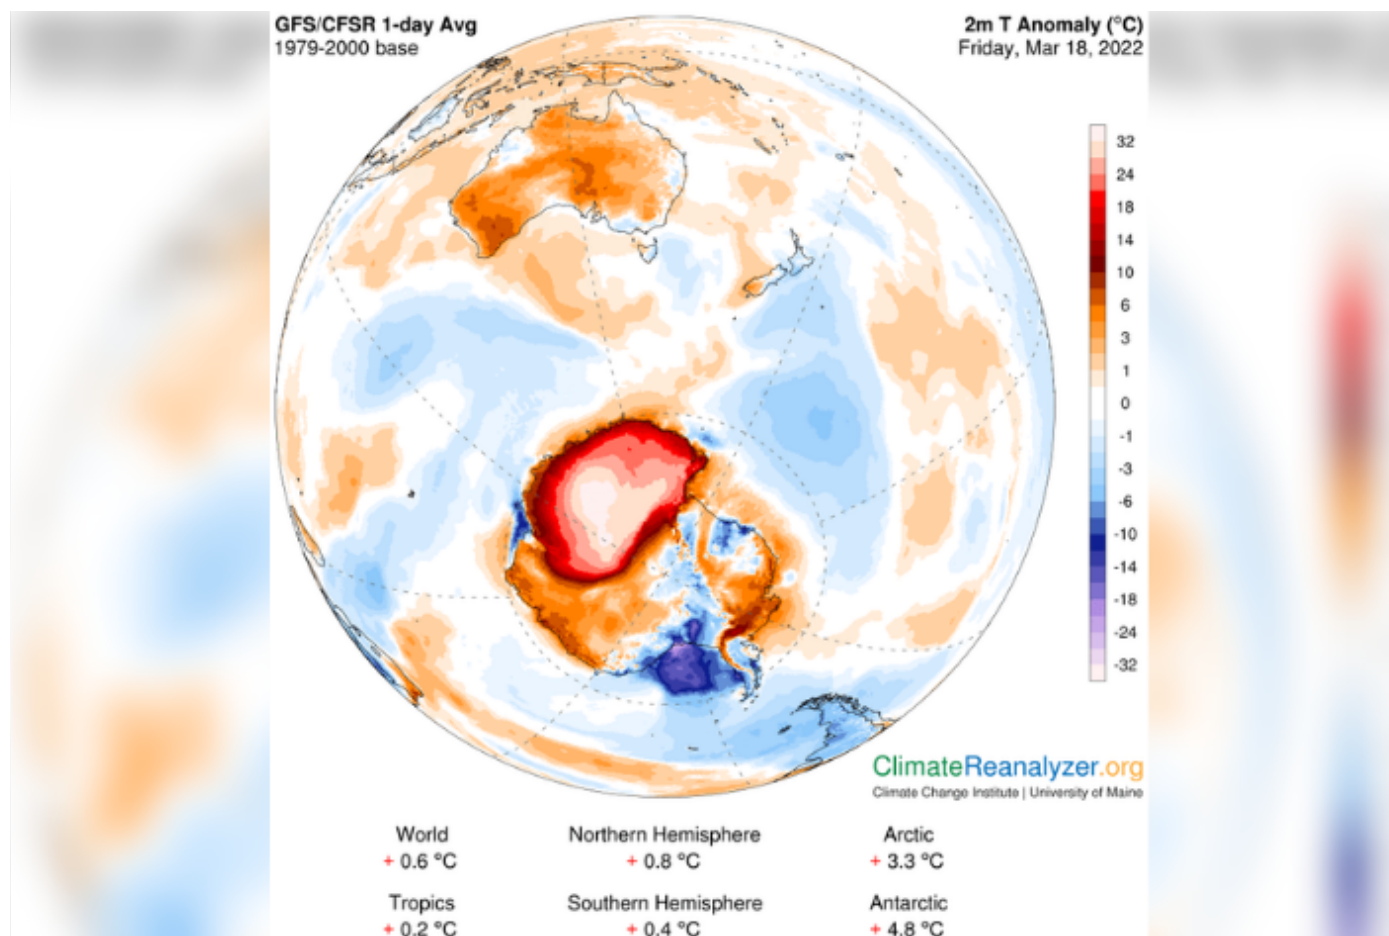 GFS/CFSR 1-day Avg
1979-2000 base
2m T Anomaly (°C)
Friday, Mar 18, 2022
32
24
18
14
10
6
3
1
0
-1
-3
-6
-10
-14
-18
-24
-32
ClimateReanalyzer.org
Climate Change Institute | University of Maine
World
+ 0.6 °C
Northern Hemisphere
+ 0.8 °C
Arctic
+ 3.3 °C
Tropics
+ 0.2 °C
Southern Hemisphere
+ 0.4 °C
Antarctic
+ 4.8 °C